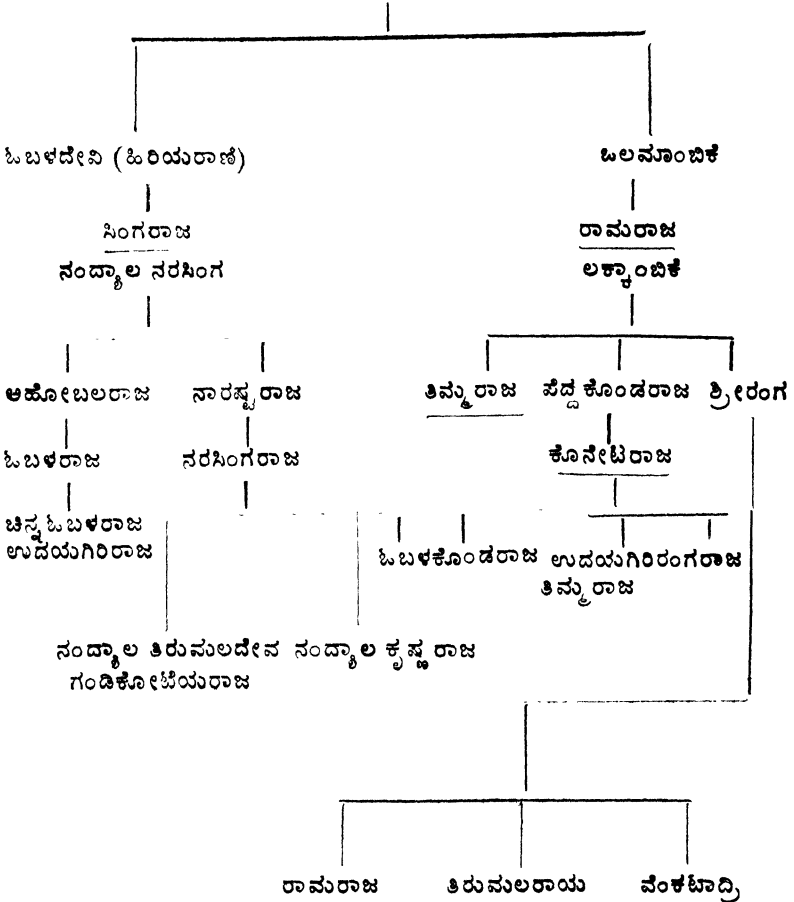 ಓಬಳದೇವಿ (ಹಿರಿಯರಾಣಿ) ಒಲಮಾಂಬಿಕೆ
ಸಿಂಗರಾಜ ರಾಮರಾಜ
ನಂದ್ಯಾಲ ನರಸಿಂಗ ಲಕ್ಕಾಂಬಿಕೆ
ಅಹೋಬಲರಾಜ ನಾರಪ್ಪರಾಜ ತಿಮ್ಮರಾಜ ಪೆದ್ದಕೊಂಡರಾಜ ಶ್ರೀರಂಗ
ಓಬಳರಾಜ ನರಸಿಂಗರಾಜ ಕೊನೇಟರಾಜ
ಚಿನ್ನಓಬಳರಾಜ
ಉದಯಗಿರಿರಾಜ ಓಬಳಕೊಂಡರಾಜ ಉದಯಗಿರಿರಂಗರಾಜ
ತಿಮ್ಮರಾಜ
ನಂದ್ಯಾಲ ತಿರುಮಲದೇವ ನಂದ್ಯಾಲ ಕೃಷ್ಣರಾಜ
ಗಂಡಿಕೋಟೆಯರಾಜ
ರಾಮರಾಜ ತಿರುಮಲರಾಯ ವೆಂಕಟಾದ್ರಿ